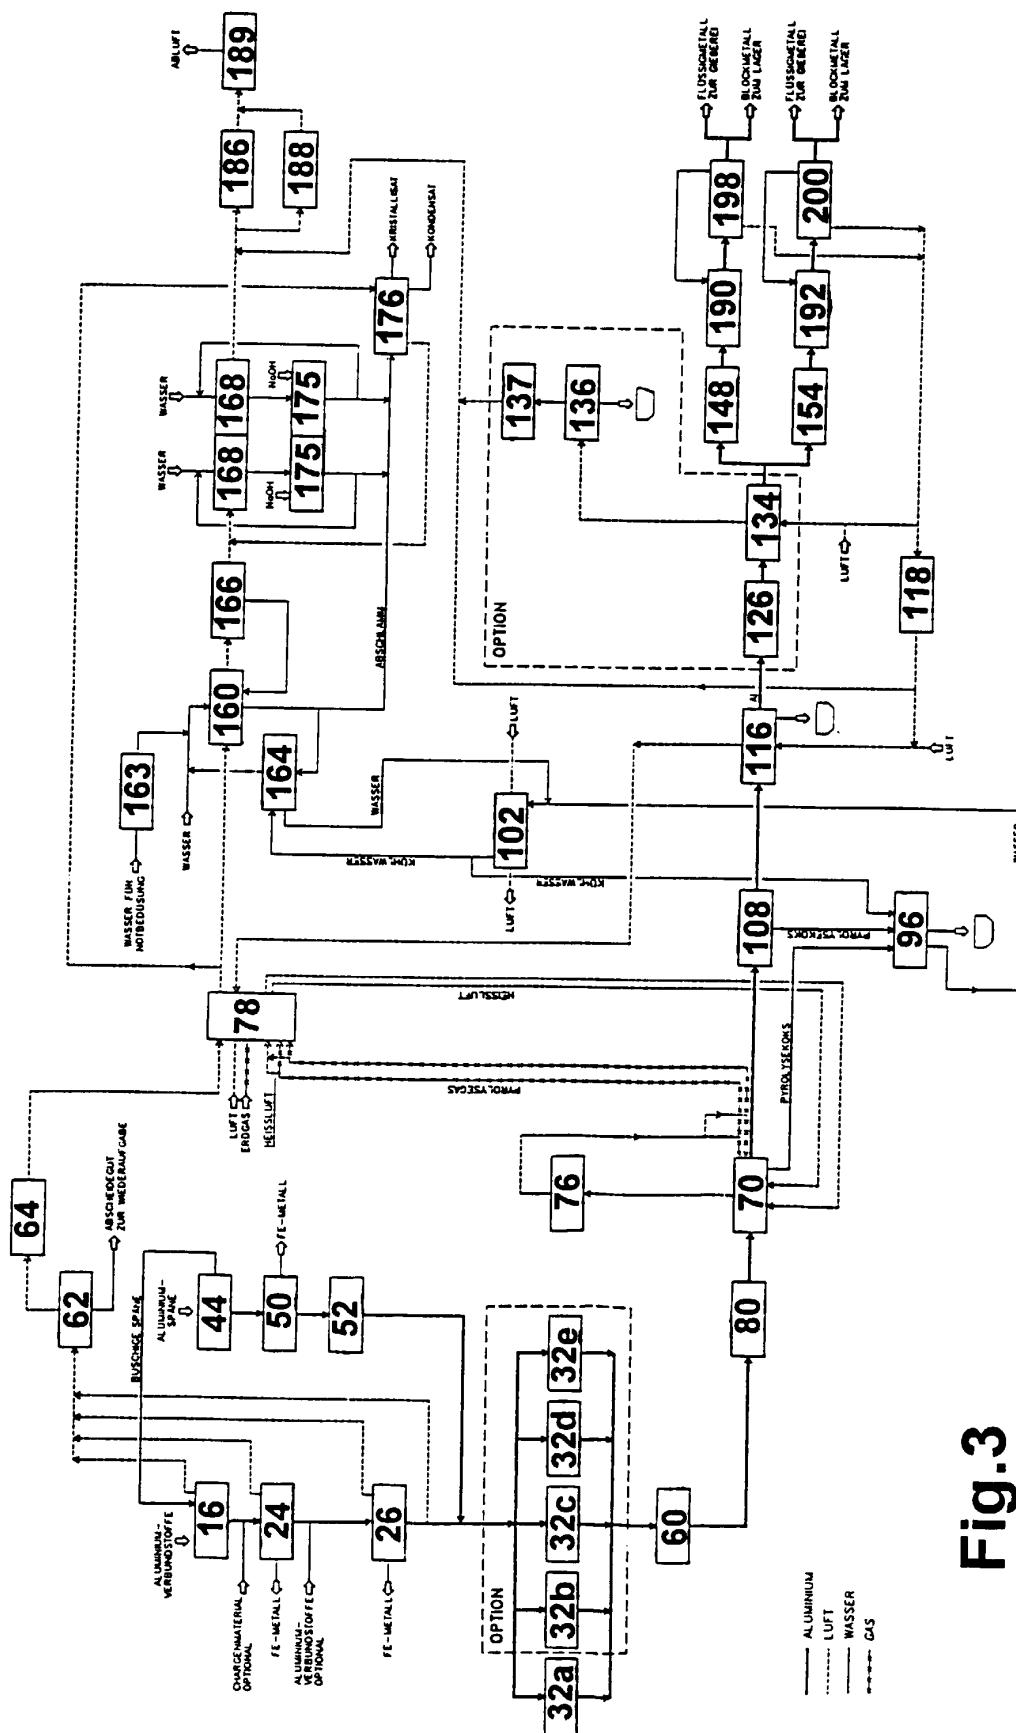 ABLUFT
189
186
188
FLÜSSIGMETALL
ZUR GIEßEREI
BLOCKMETALL
ZUM LAGER
FLÜSSIGMETALL
ZUR GIEßEREI
BLOCKMETALL
ZUM LAGER
198
200
190
192
148
154
KRISTALLISAT
KONDENSAT
176
WASSER
WASSER
168
168
NaOH
NaOH
175
175
137
136
134
126
OPTION
LUFT
118
166
160
ABSCHLAMM
163
WASSER FÜR
NOTBEDÜSUNG
WASSER
164
WASSER
LUFT
102
LUFT
KÜHLWASSER
KÜHLWASSER
AL
116
LUFT
WASSER
108
PYROLYSEKOKS
96
PYROLYSEKOKS
78
HEISSLUFT
LUFT
ERDGAS
HEISSLUFT
PYROLYSEGAS
64
62
ABSCHEIDEGUT
ZUR WIEDERAUFGABE
76
70
80
BUSCHIGE SPÄNE
ALUMINIUM-
SPÄNE
44
50
FE-METALL
52
ALUMINIUM-
VERBUNDSTOFFE
16
CHARGENMATERIAL
OPTIONAL
24
FE-METALL
ALUMINIUM-
VERBUNDSTOFFE
OPTIONAL
26
FE-METALL
OPTION
32a
32b
32c
32d
32e
60
ALUMINIUM
LUFT
WASSER
GAS
Fig.3